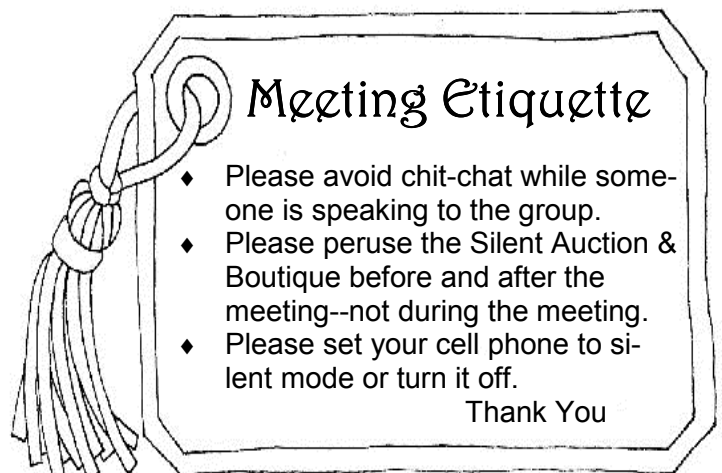 Meeting Etiquette
♦ Please avoid chit-chat while some-
one is speaking to the group.
♦ Please peruse the Silent Auction &
Boutique before and after the
meeting--not during the meeting.
♦ Please set your cell phone to si-
lent mode or turn it off.
Thank You